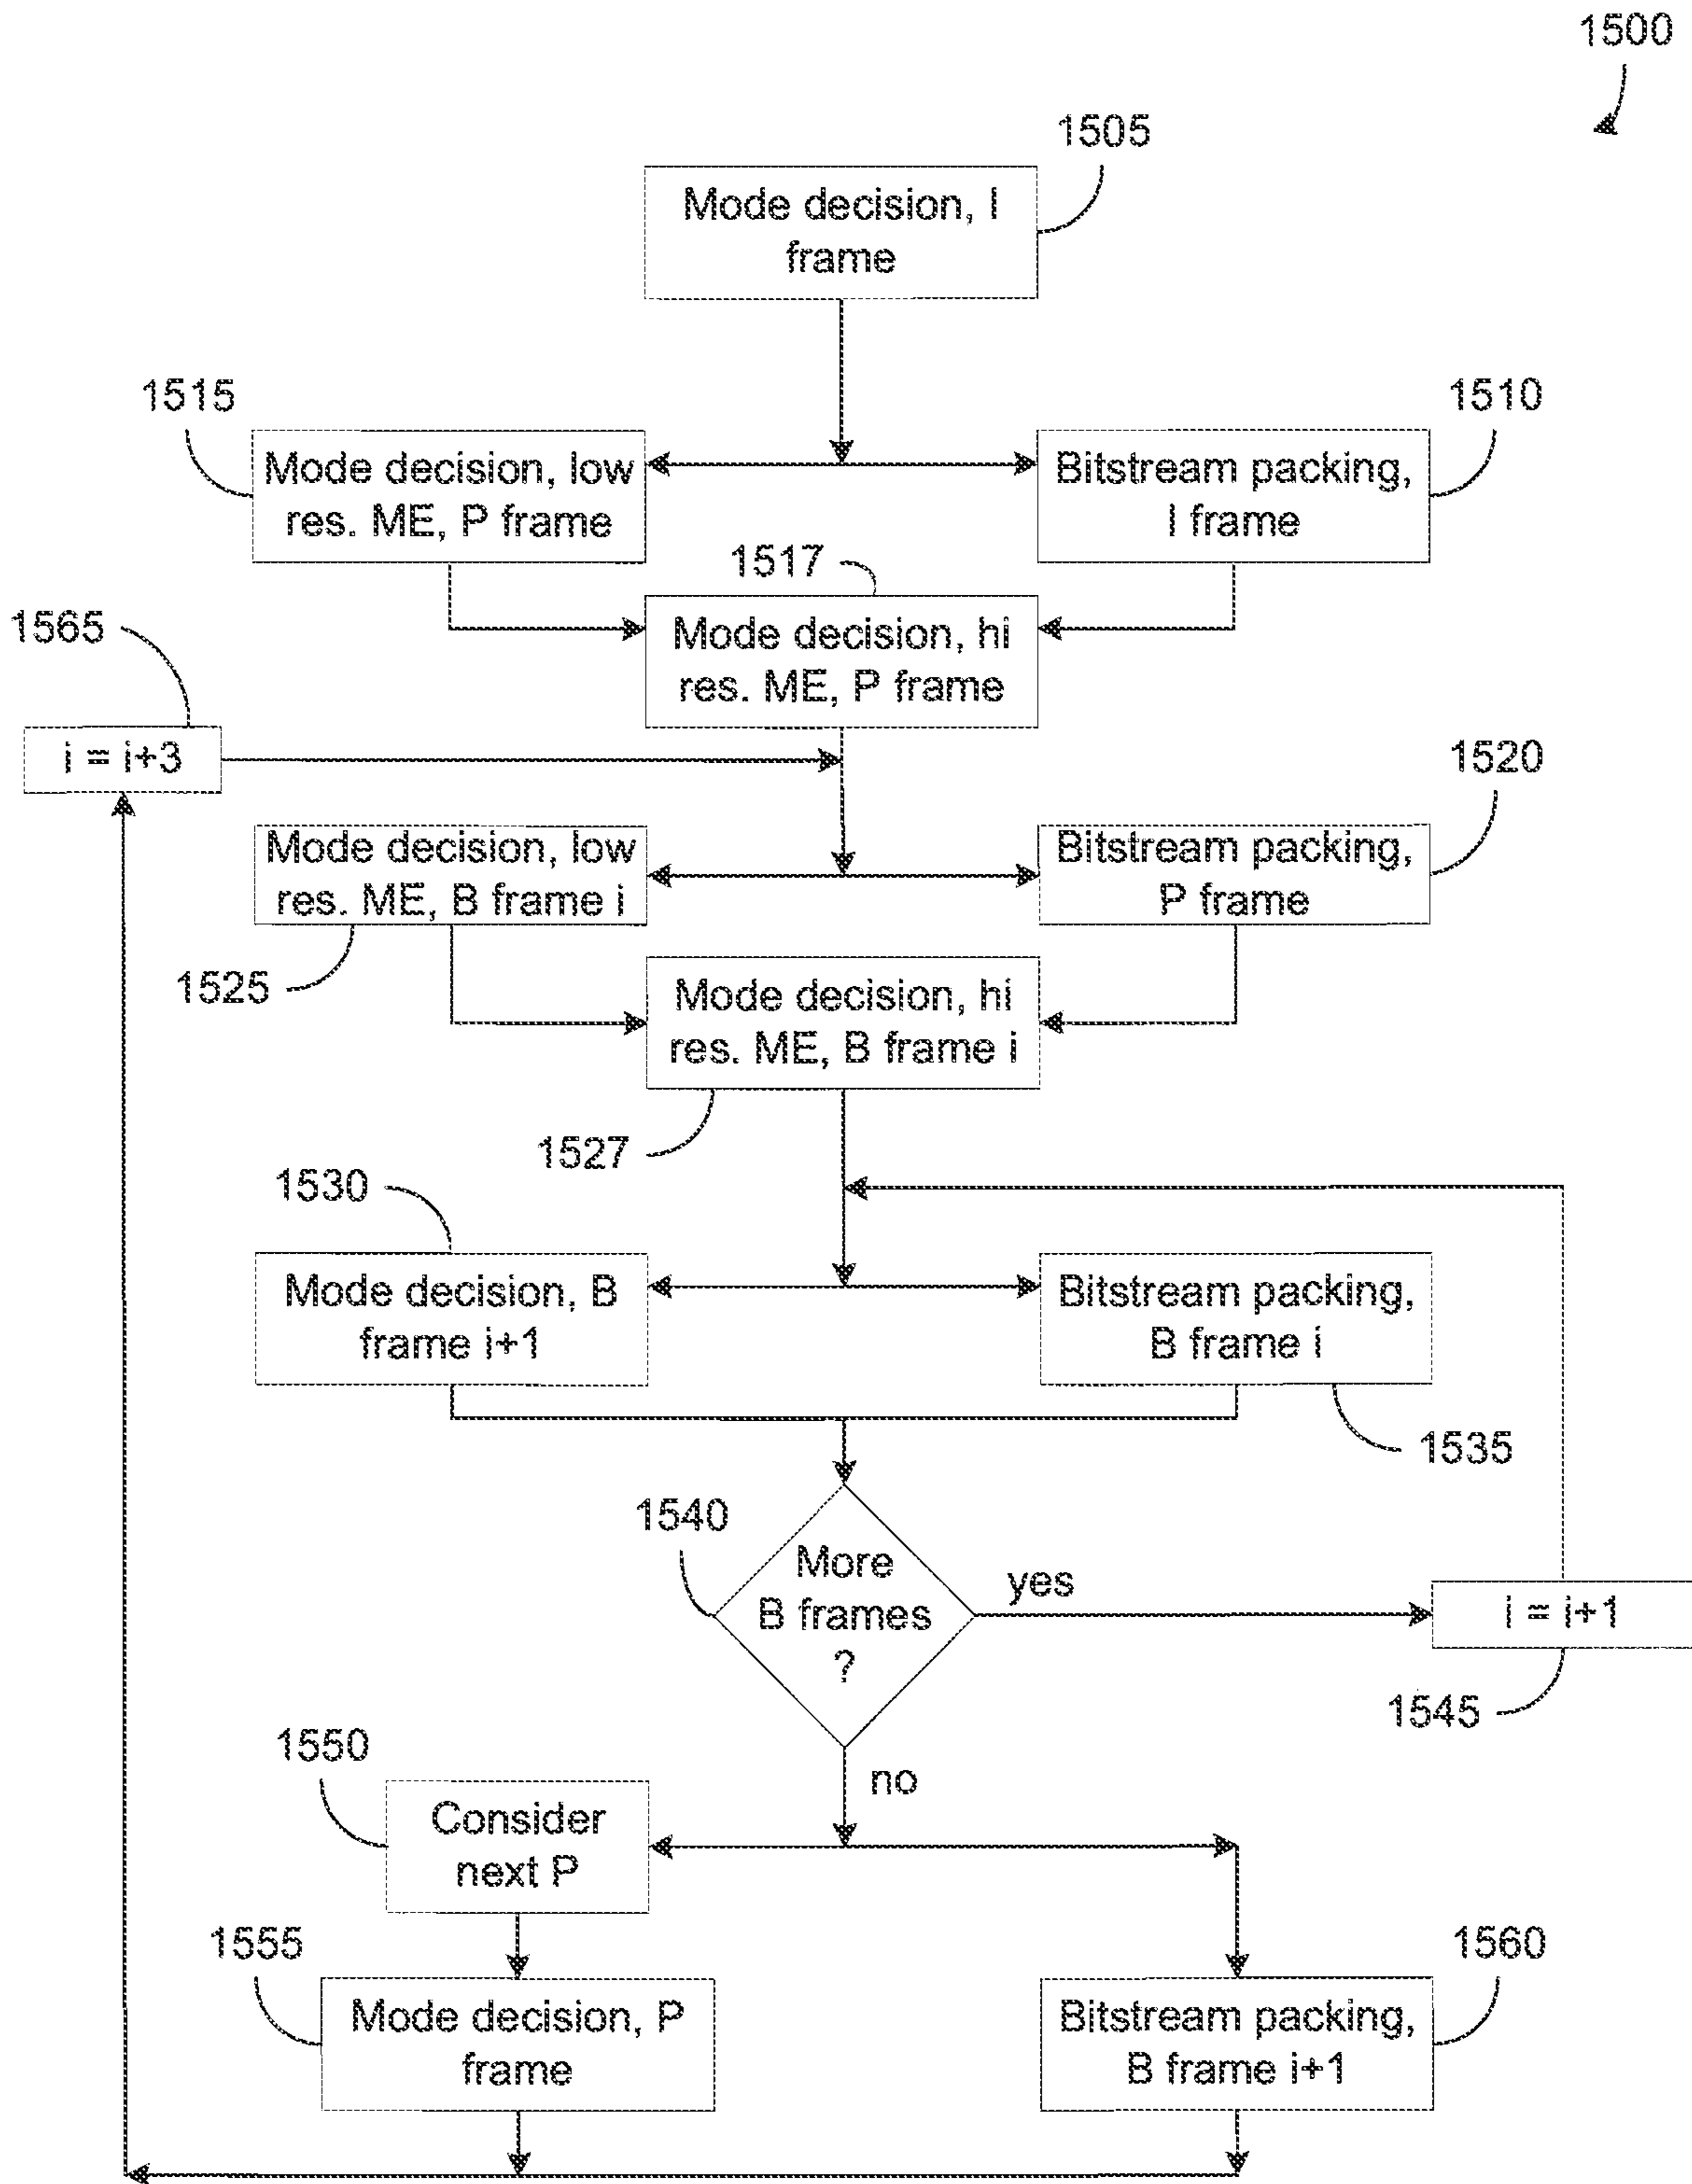 1500
1505
Mode decision, I
frame
1515
1510
Mode decision, low
res. ME, P frame
Bitstream packing,
I frame
1517
1565
Mode decision, hi
res. ME, P frame
i = i+3
1520
Mode decision, low
res. ME, B frame i
Bitstream packing,
P frame
1525
Mode decision, hi
res. ME, B frame i
1527
1530
Mode decision, B
frame i+1
Bitstream packing,
B frame i
1535
1540
More
B frames
?
yes
i = i+1
1545
1550
no
Consider
next P
1555
1560
Mode decision, P
frame
Bitstream packing,
B frame i+1